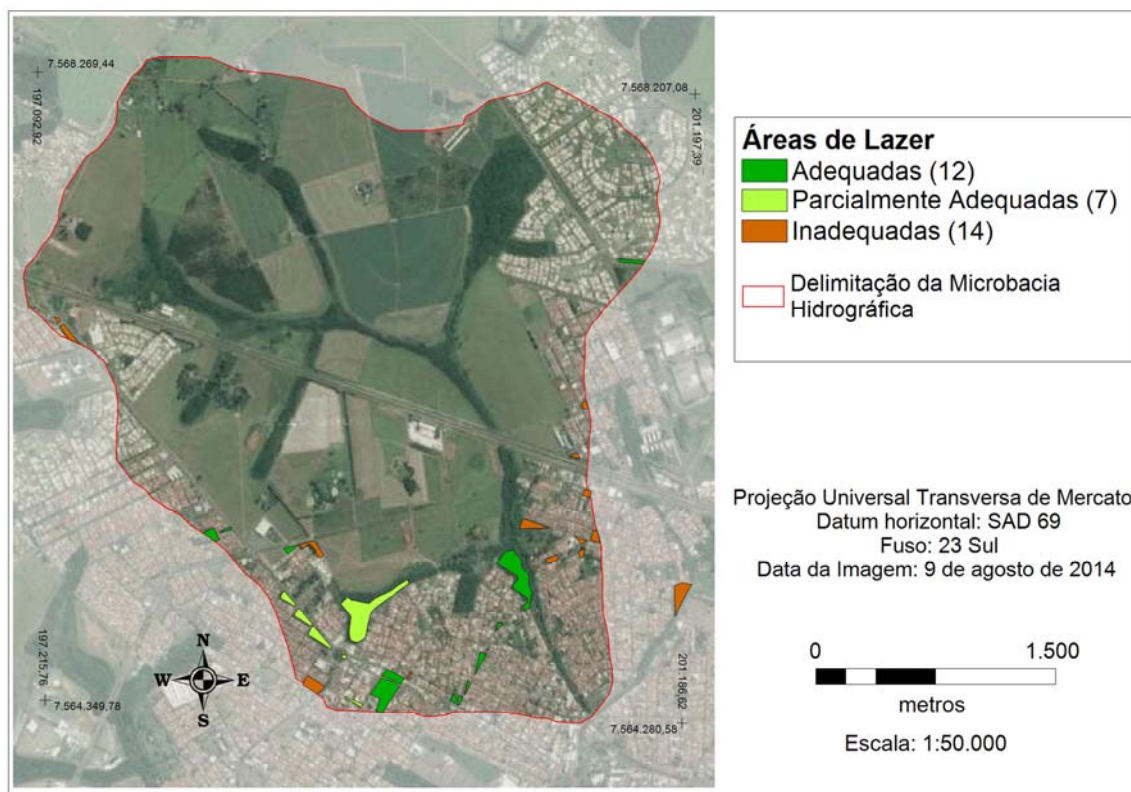 7.568.269,44
197.092,92
7.568.207,08
201.197,39
197.215,76
7.564.349,78
N
W
E
S
201.186,62
7.564.280,58
Áreas de Lazer
Adequadas (12)
Parcialmente Adequadas (7)
Inadequadas (14)
Delimitação da Microbacia
Hidrográfica
Projeção Universal Transversa de Mercato
Datum horizontal: SAD 69
Fuso: 23 Sul
Data da Imagem: 9 de agosto de 2014
0
1.500
metros
Escala: 1:50.000